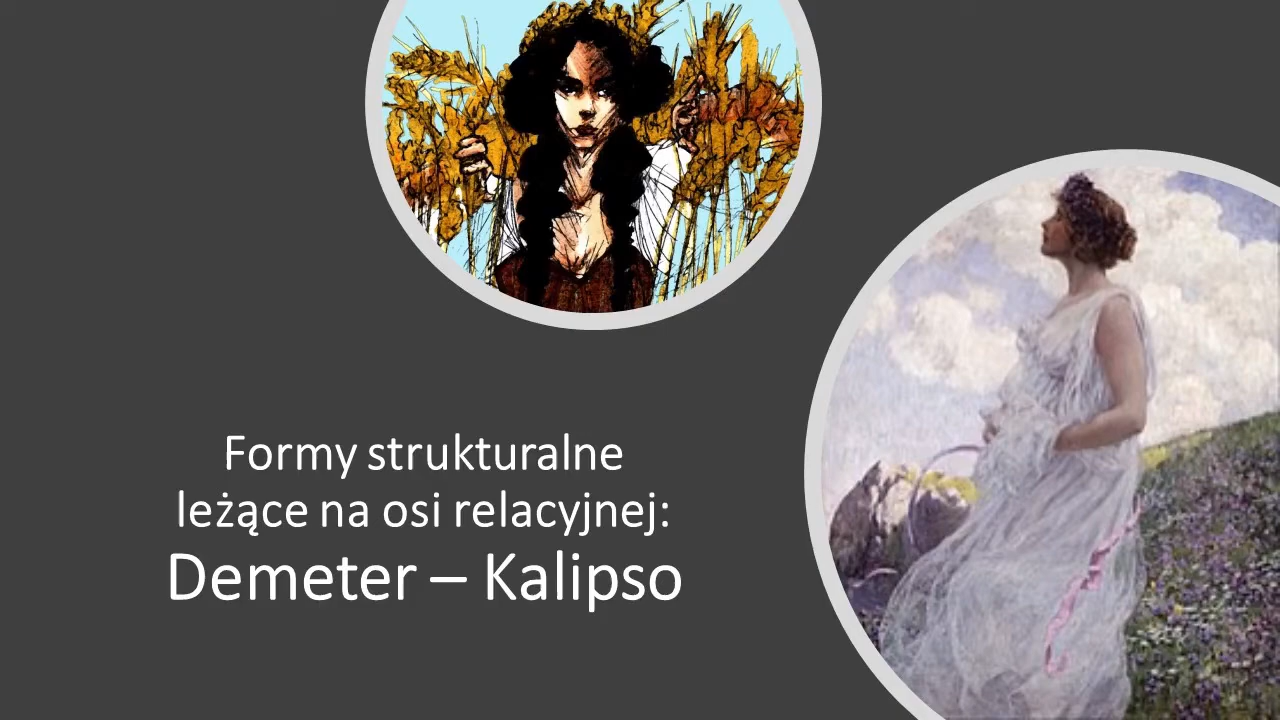 Formy strukturalne
leżące na osi relacyjnej:
Demeter – Kalipso